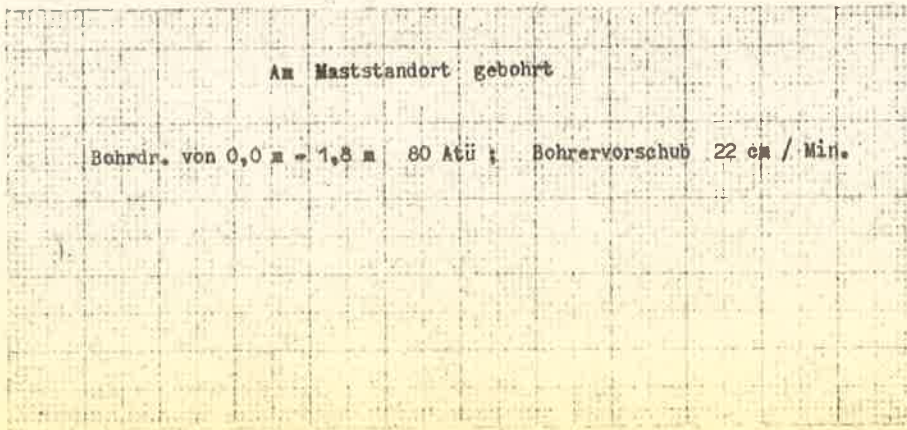 Am Maststandort gebohrt
Bohrdr. von 0,0 m - 1,8 m 80 Atü ; Bohrervorschub 22 cm / Min.